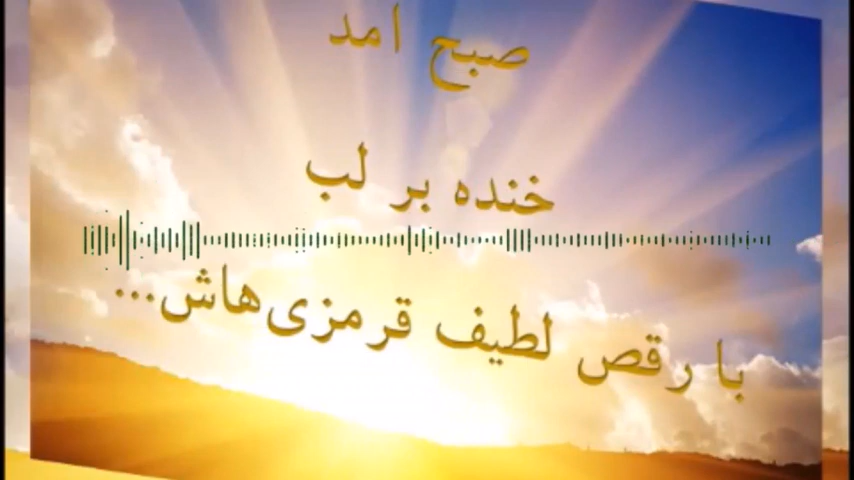 صبح امد
خنده بر لب
با رقص لطیف قرمزی‌هاش...